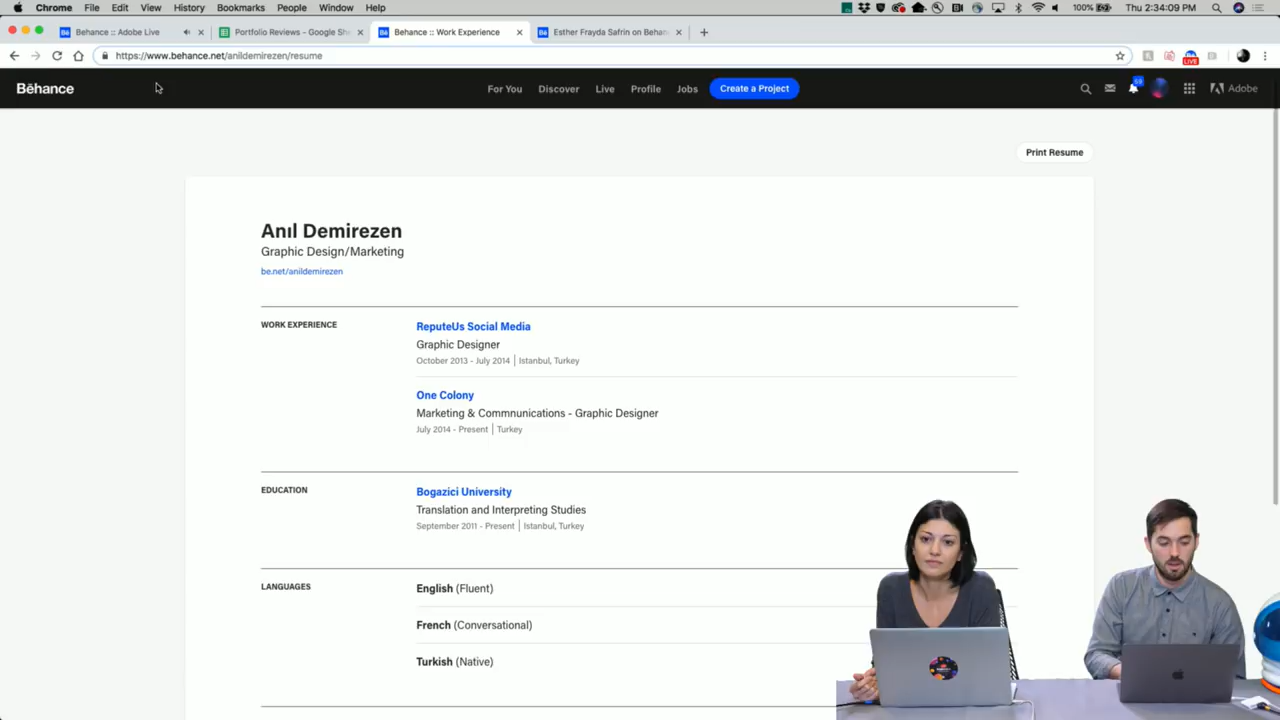 Chrome File Edit View History Bookmarks People Window Help
100% Thu 2:34:09 PM
Behance :: Adobe Live
Portfolio Reviews - Google She
Behance :: Work Experience
Esther Frayda Safrin on Behan
https://www.behance.net/anildemirezen/resume
LIVE
Bēhance
For You Discover Live Profile Jobs Create a Project
59
Adobe
Print Resume
Anıl Demirezen
Graphic Design/Marketing
be.net/anildemirezen
WORK EXPERIENCE
ReputeUs Social Media
Graphic Designer
October 2013 - July 2014 | Istanbul, Turkey
One Colony
Marketing & Commnunications - Graphic Designer
July 2014 - Present | Turkey
EDUCATION
Bogazici University
Translation and Interpreting Studies
September 2011 - Present | Istanbul, Turkey
LANGUAGES
English (Fluent)
French (Conversational)
Turkish (Native)